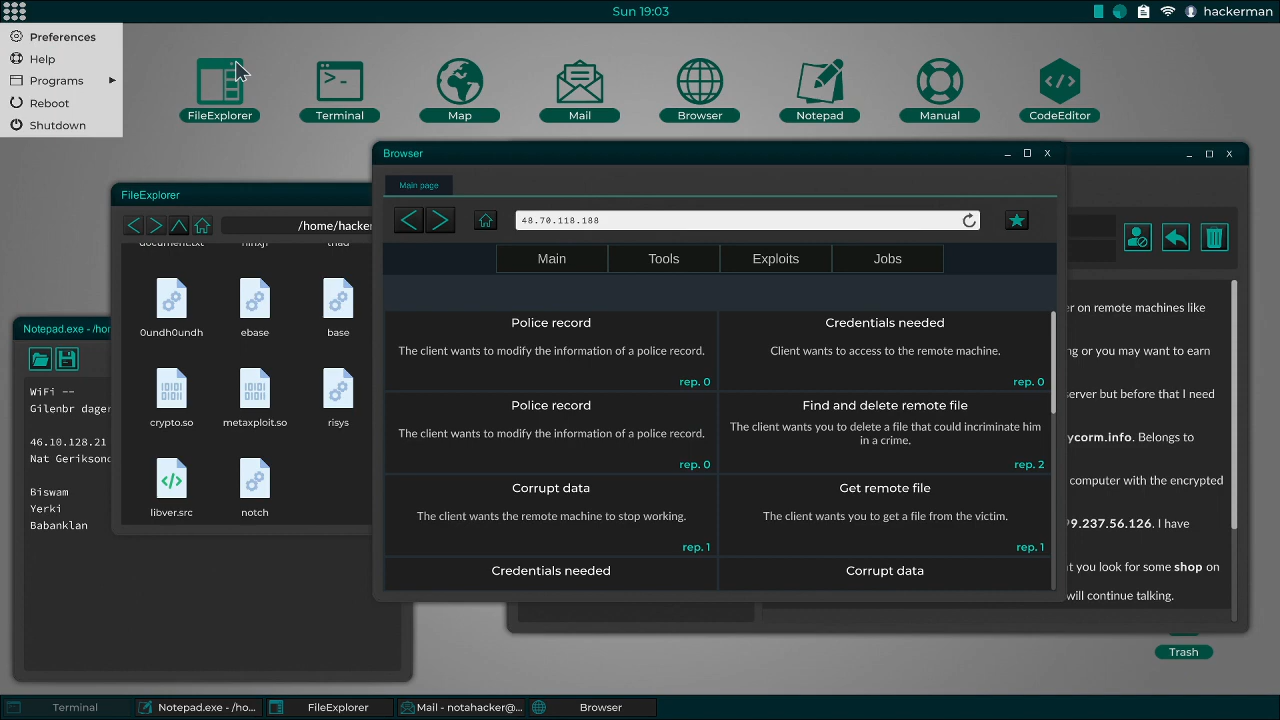 Sun 19:03
hackerman
Preferences
Help
Programs
Reboot
Shutdown
FileExplorer
Terminal
Map
Mail
Browser
Notepad
Manual
CodeEditor
Browser
Main page
48.70.118.188
Main
Tools
Exploits
Jobs
Police record
The client wants to modify the information of a police record.
rep. 0
Credentials needed
Client wants to access to the remote machine.
rep. 0
Police record
The client wants to modify the information of a police record.
rep. 0
Find and delete remote file
The client wants you to delete a file that could incriminate him
in a crime.
rep. 2
Corrupt data
The client wants the remote machine to stop working.
rep. 1
Get remote file
The client wants you to get a file from the victim.
rep. 1
Credentials needed
Corrupt data
FileExplorer
/home/hacker
0undh0undh
ebase
base
crypto.so
metaxploit.so
risys
libver.src
notch
Notepad.exe - /hom
WiFi --
Gilenbr dager
46.10.128.21
Nat Geriksono
Biswam
Yerki
Babanklan
er on remote machines like
ng or you may want to earn
server but before that I need
ycorm.info. Belongs to
computer with the encrypted
9.237.56.126. I have
t you look for some shop on
will continue talking.
Trash
Terminal
Notepad.exe - /ho...
FileExplorer
Mail - notahacker@...
Browser